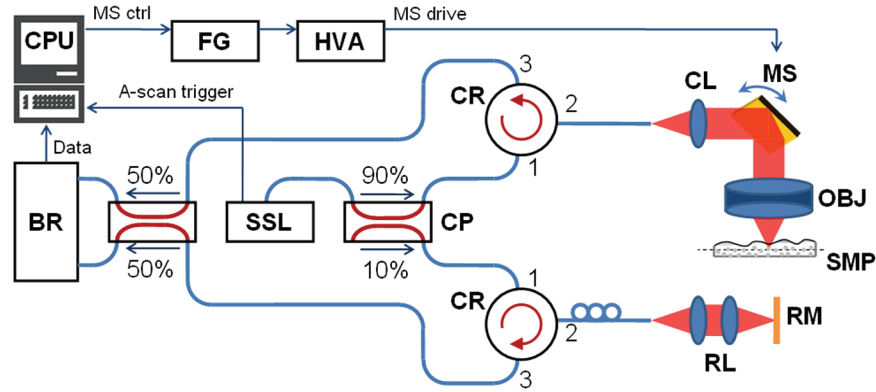 MS ctrl
MS drive
CPU
FG
HVA
3
CR
2
1
CL
MS
A-scan trigger
Data
50%
90%
BR
SSL
CP
OBJ
50%
10%
SMP
1
CR
2
3
RL
RM